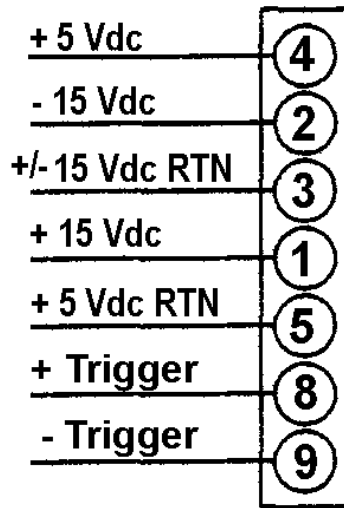 + 5 Vdc 4
- 15 Vdc 2
+/- 15 Vdc RTN 3
+ 15 Vdc 1
+ 5 Vdc RTN 5
+ Trigger 8
- Trigger 9